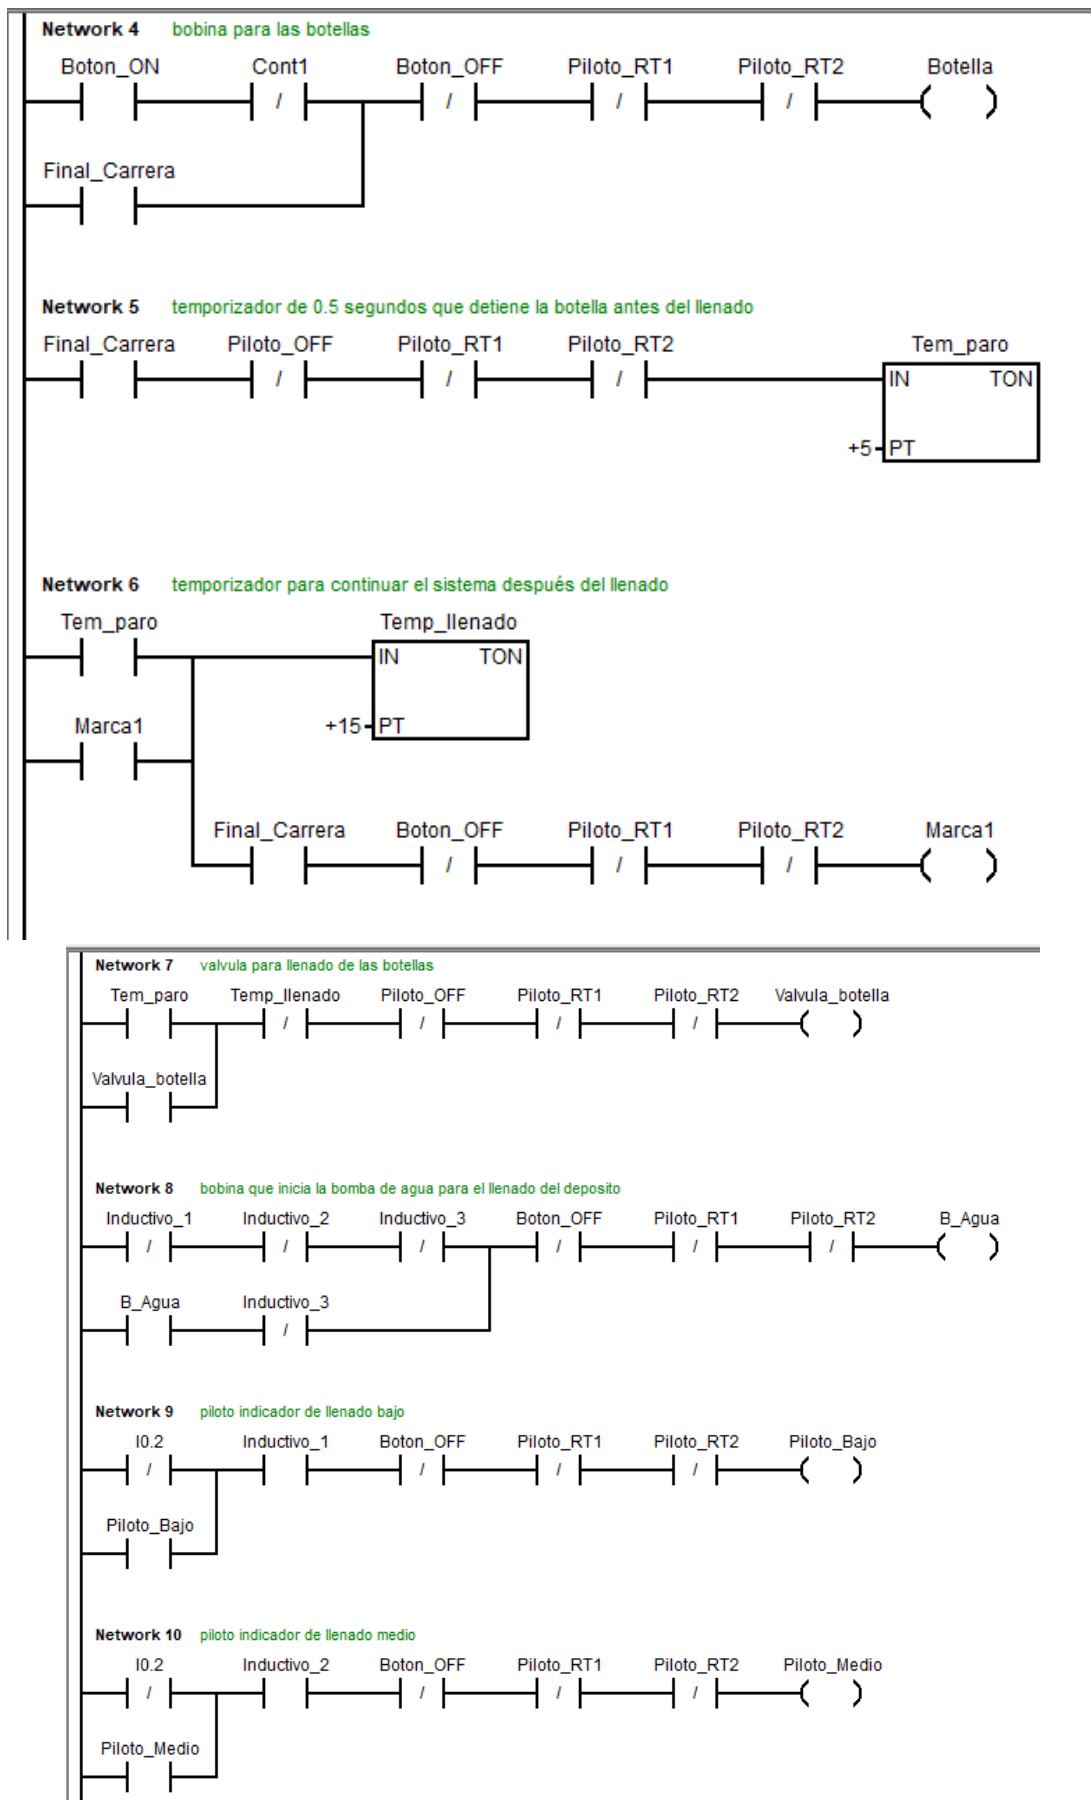 Network 4 bobina para las botellas
Boton_ON Cont1 Boton_OFF Piloto_RT1 Piloto_RT2 Botella
/ / / /
Final_Carrera
Network 5 temporizador de 0.5 segundos que detiene la botella antes del llenado
Final_Carrera Piloto_OFF Piloto_RT1 Piloto_RT2 Tem_paro
/ / / IN TON
+5 PT
Network 6 temporizador para continuar el sistema después del llenado
Tem_paro Temp_llenado
IN TON
Marca1 +15 PT
Final_Carrera Boton_OFF Piloto_RT1 Piloto_RT2 Marca1
/ / /
Network 7 valvula para llenado de las botellas
Tem_paro Temp_llenado Piloto_OFF Piloto_RT1 Piloto_RT2 Valvula_botella
/ / / /
Valvula_botella
Network 8 bobina que inicia la bomba de agua para el llenado del deposito
Inductivo_1 Inductivo_2 Inductivo_3 Boton_OFF Piloto_RT1 Piloto_RT2 B_Agua
/ / / / / /
B_Agua Inductivo_3
/
Network 9 piloto indicador de llenado bajo
I0.2 Inductivo_1 Boton_OFF Piloto_RT1 Piloto_RT2 Piloto_Bajo
/ / / /
Piloto_Bajo
Network 10 piloto indicador de llenado medio
I0.2 Inductivo_2 Boton_OFF Piloto_RT1 Piloto_RT2 Piloto_Medio
/ / / /
Piloto_Medio